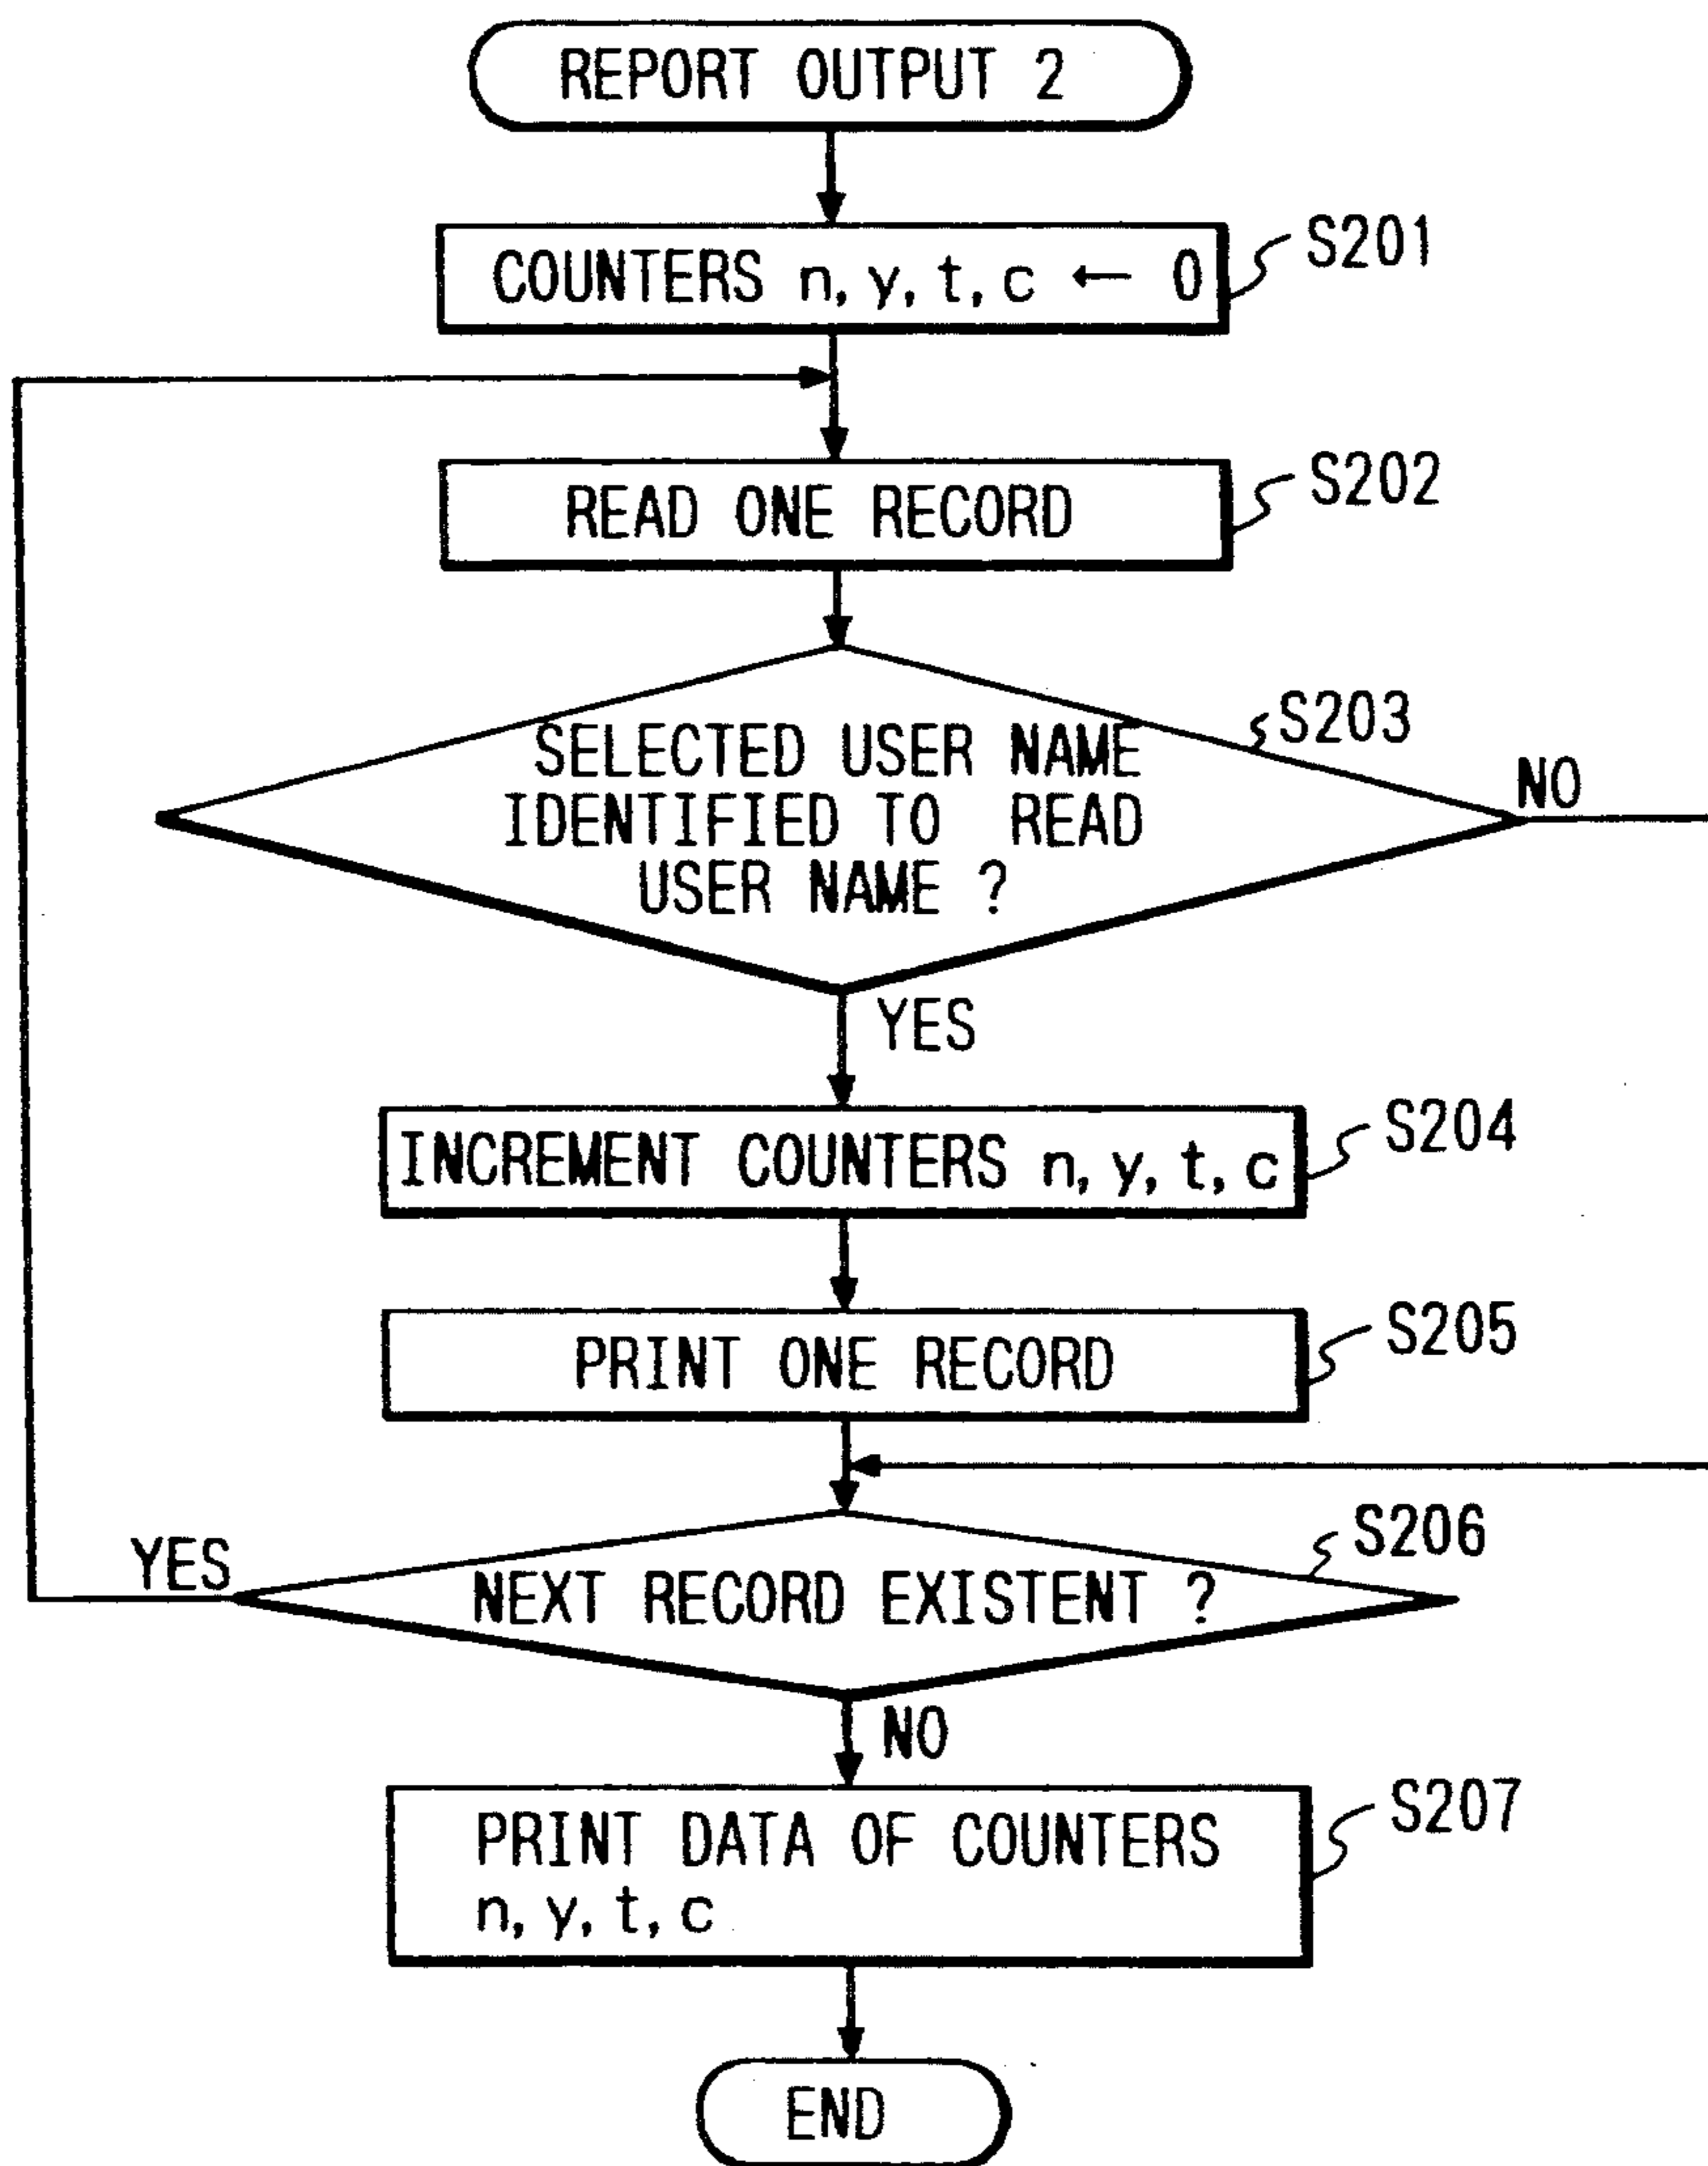 REPORT OUTPUT 2
COUNTERS n, y, t, c ← 0
S201
READ ONE RECORD
S202
S203
SELECTED USER NAME
IDENTIFIED TO READ
USER NAME ?
NO
YES
INCREMENT COUNTERS n, y, t, c
S204
PRINT ONE RECORD
S205
S206
YES
NEXT RECORD EXISTENT ?
NO
PRINT DATA OF COUNTERS
n, y, t, c
S207
END